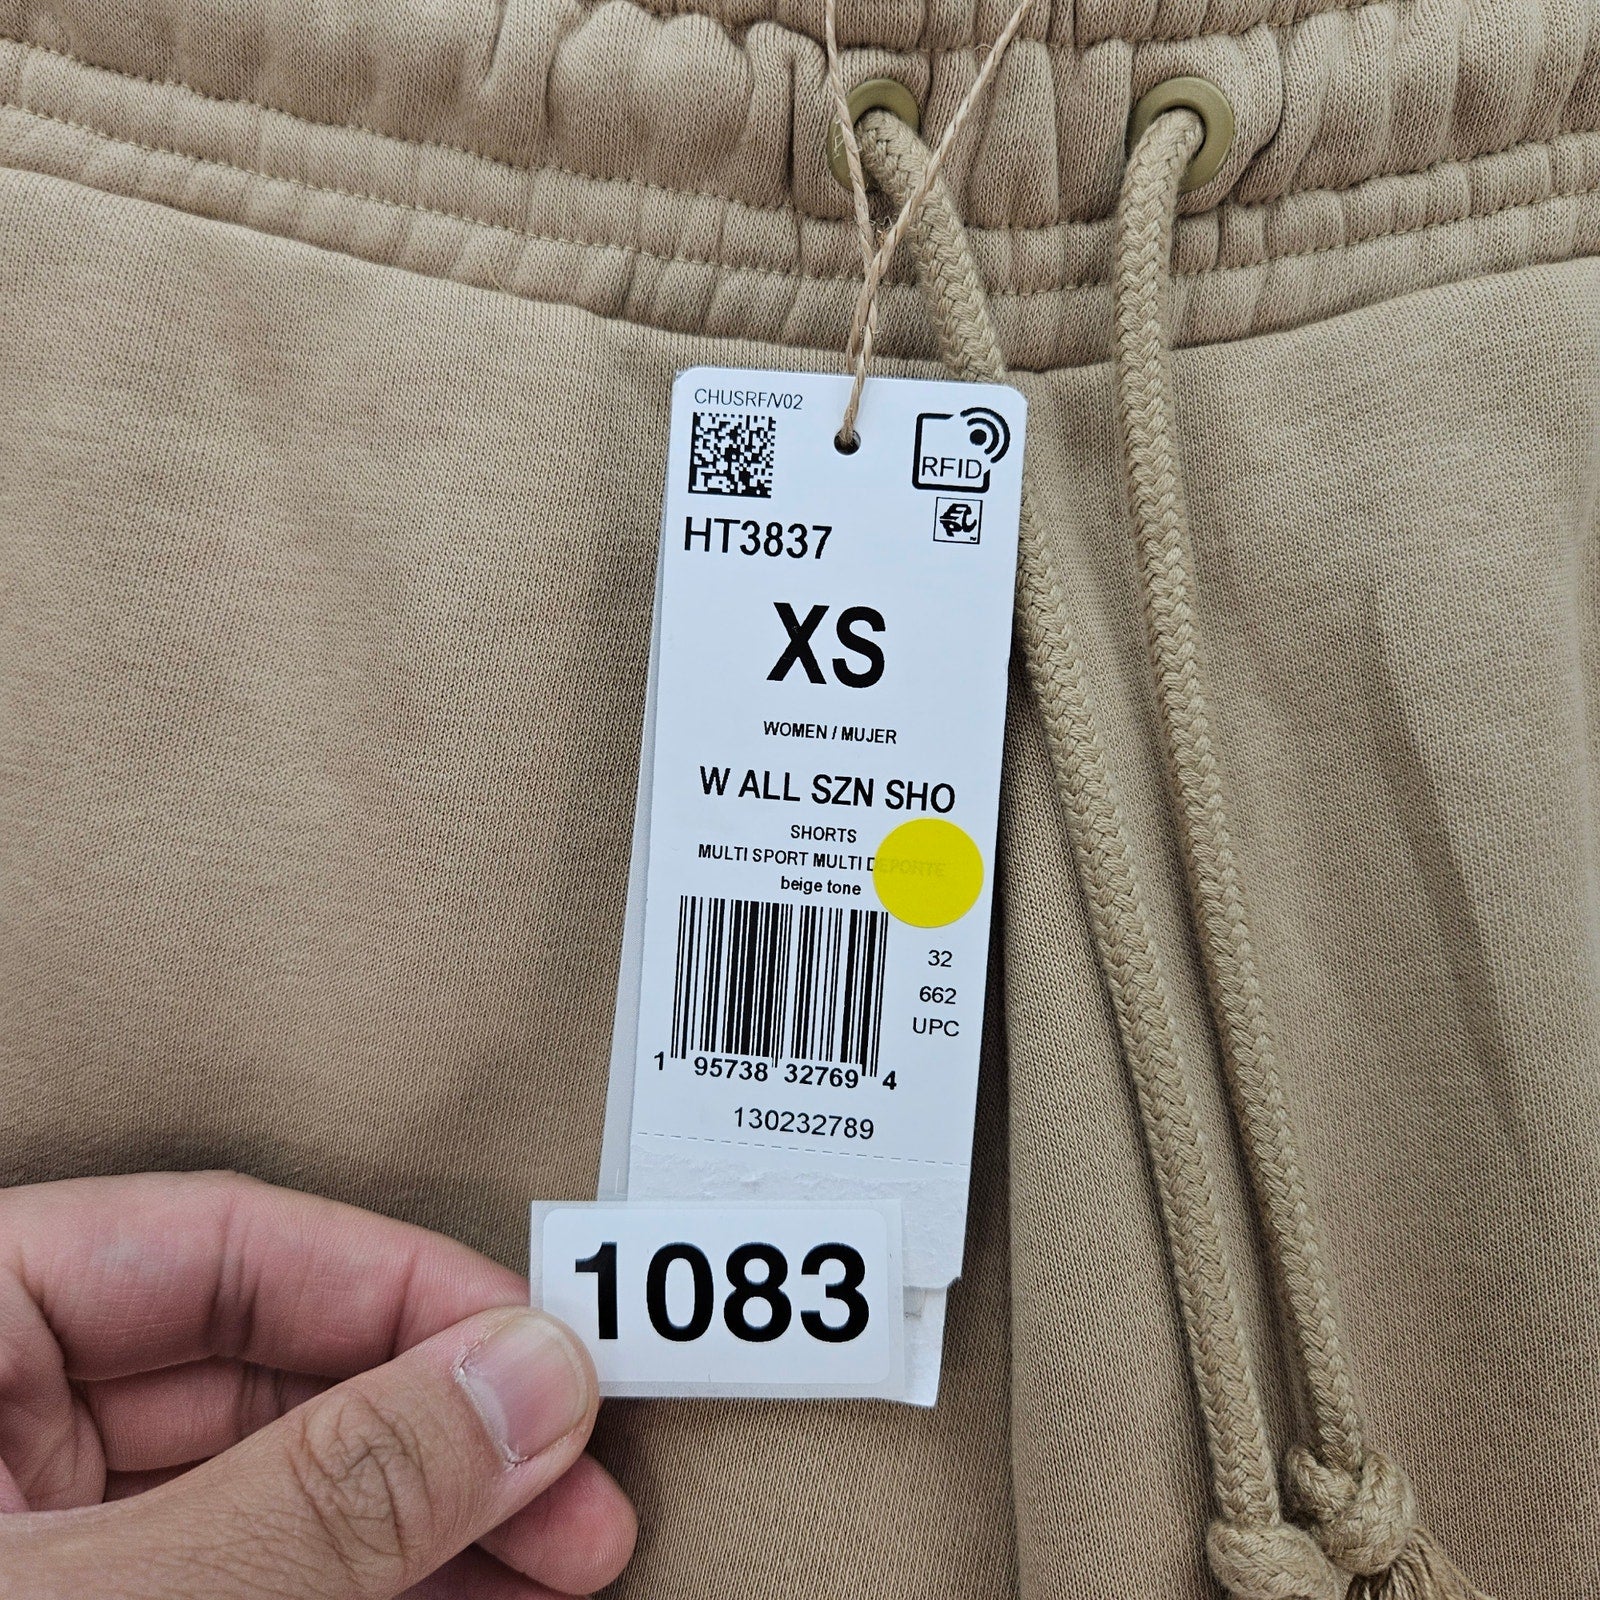 CHUSRF/V02
RFID
HT3837
XS
WOMEN / MUJER
W ALL SZN SHO
SHORTS
MULTI SPORT MULTI DEPORTE
beige tone
32
662
UPC
1 95738 32769 4
130232789
1083